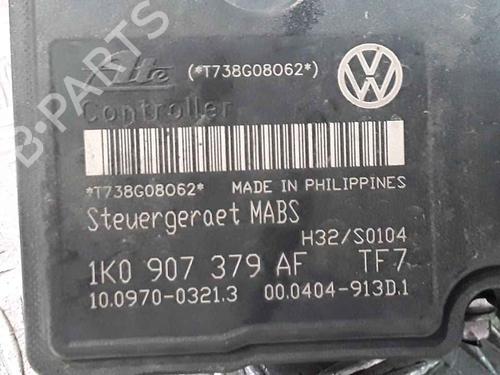 Ate (*T738G08062*)
Controller
*T738G08062* MADE IN PHILIPPINES
Steuergeraet MABS
H32/S0104
1K0 907 379 AF TF7
10.0970-0321.3 00.0404-913D.1
B-PARTS